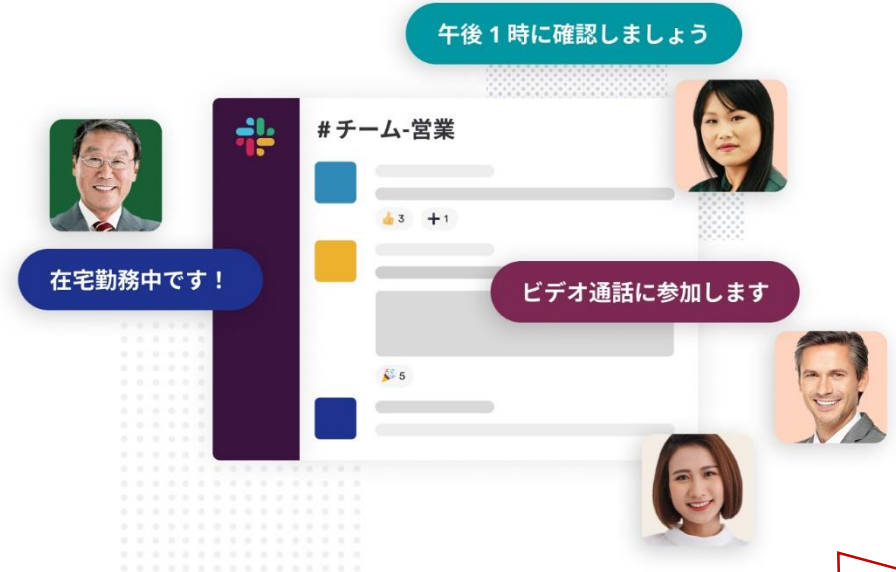 午後 1 時に確認しましょう
# チーム-営業
👍 3 ➕ 1
在宅勤務中です！
ビデオ通話に参加します
🎉 5